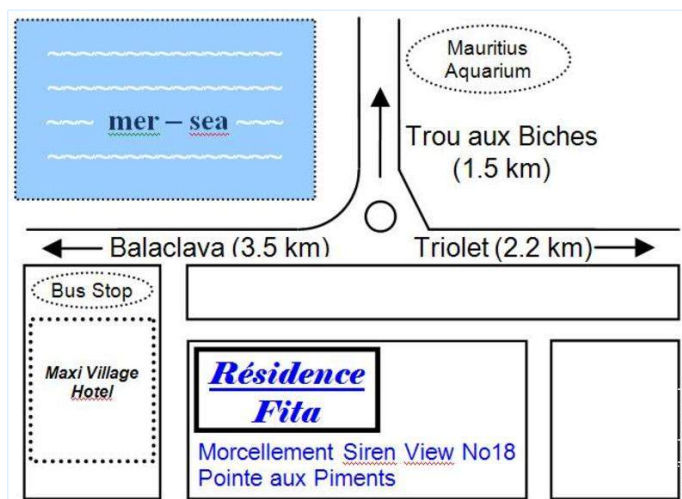 Mauritius
Aquarium
mer – sea
Trou aux Biches
(1.5 km)
Balaclava (3.5 km)
Triolet (2.2 km)
Bus Stop
Maxi Village
Hotel
Résidence
Fita
Morcellement Siren View No18
Pointe aux Piments